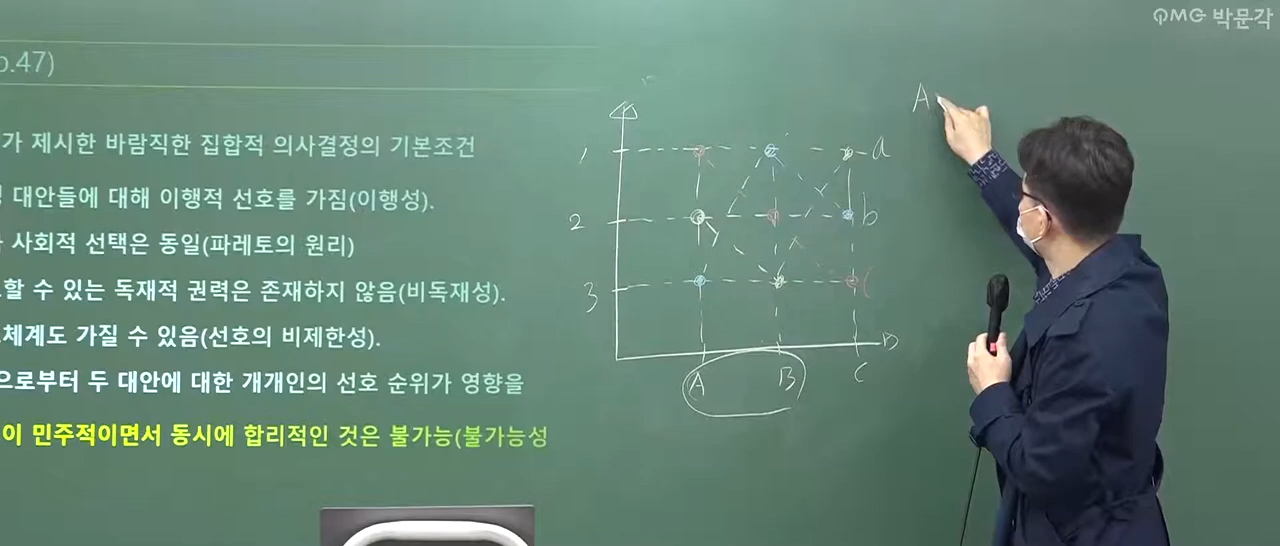 PMG 박문각
p.47)
가 제시한 바람직한 집합적 의사결정의 기본조건
대안들에 대해 이행적 선호를 가짐(이행성).
사회적 선택은 동일(파레토의 원리)
할 수 있는 독재적 권력은 존재하지 않음(비독재성).
체계도 가질 수 있음(선호의 비제한성).
으로부터 두 대안에 대한 개개인의 선호 순위가 영향을
이 민주적이면서 동시에 합리적인 것은 불가능(불가능성
A
1 a
2 b
3 c
A B C